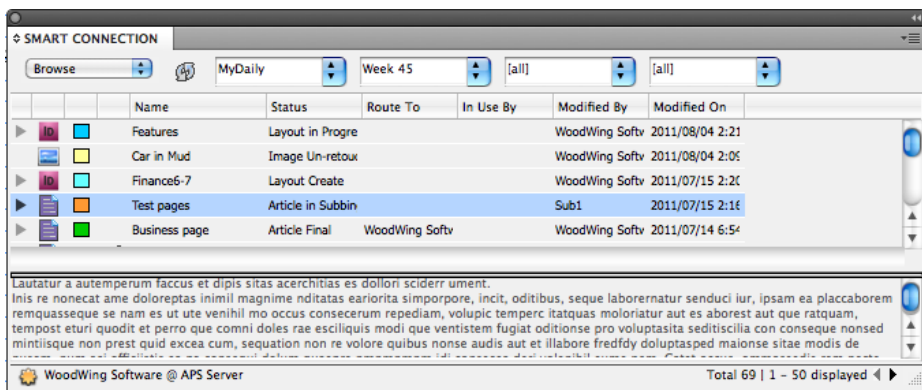 SMART CONNECTION
Browse MyDaily Week 45 [all] [all]
Name Status Route To In Use By Modified By Modified On
ID Features Layout in Progre WoodWing Softv 2011/08/04 2:21
Car in Mud Image Un-retou WoodWing Softv 2011/08/04 2:09
ID Finance6-7 Layout Create WoodWing Softv 2011/07/15 2:20
Test pages Article in Subbin Sub1 2011/07/15 2:16
Business page Article Final WoodWing Softv WoodWing Softv 2011/07/14 6:54
Lautatur a autemperum faccus et dipis sitas acerchitias es dollori sciderr ument.
Inis re nonecat ame doloreptas inimil magnime nditatas eariorita simporpore, incit, oditibus, seque laborernatur senduci iur, ipsam ea placcaborem
remquasseque se nam es ut ute venihil mo occus consecerum repediam, volupic temperc itatquas moloriatur aut es aborest aut que ratquam,
tempost eturi quodit et perro que comni doles rae esciliquis modi que ventistem fugiat oditionse pro voluptasita seditiscilia con conseque nonsed
mintiisque non prest quid excea cum, sequation non re volore quibus nonse audis aut et illabore fredfdy doluptasped maionse sitae modis de
WoodWing Software @ APS Server Total 69 | 1 - 50 displayed